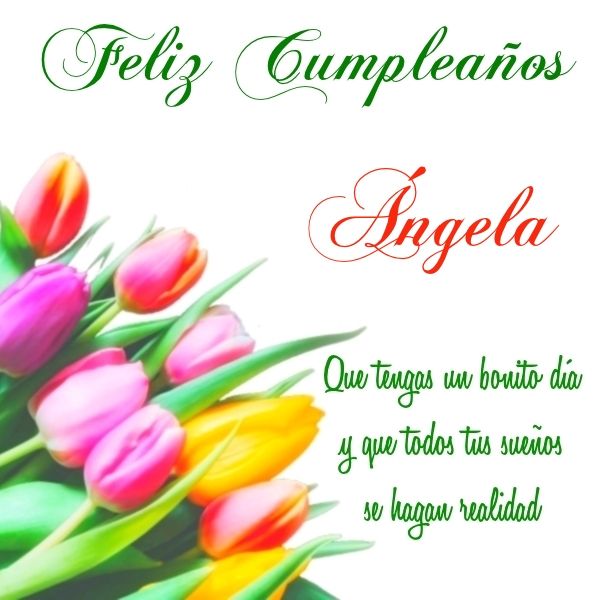 Feliz Cumpleaños
Ángela
Que tengas un bonito día
y que todos tus sueños
se hagan realidad